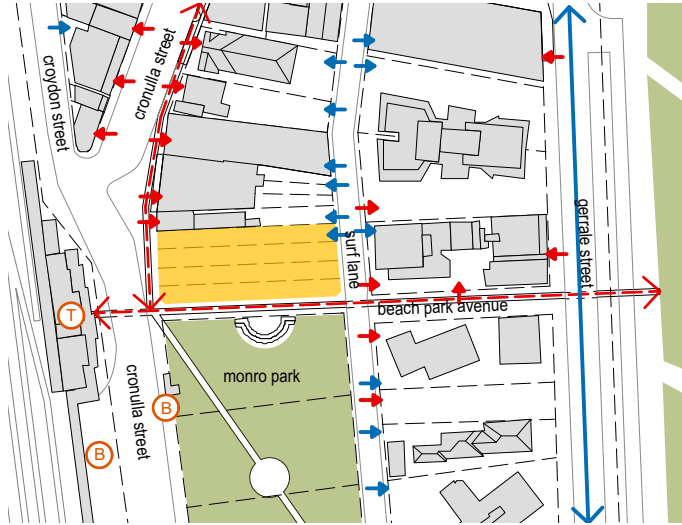 croydon street
cronulla street
surf lane
gerrale street
beach park avenue
T
monro park
cronulla street
B
B